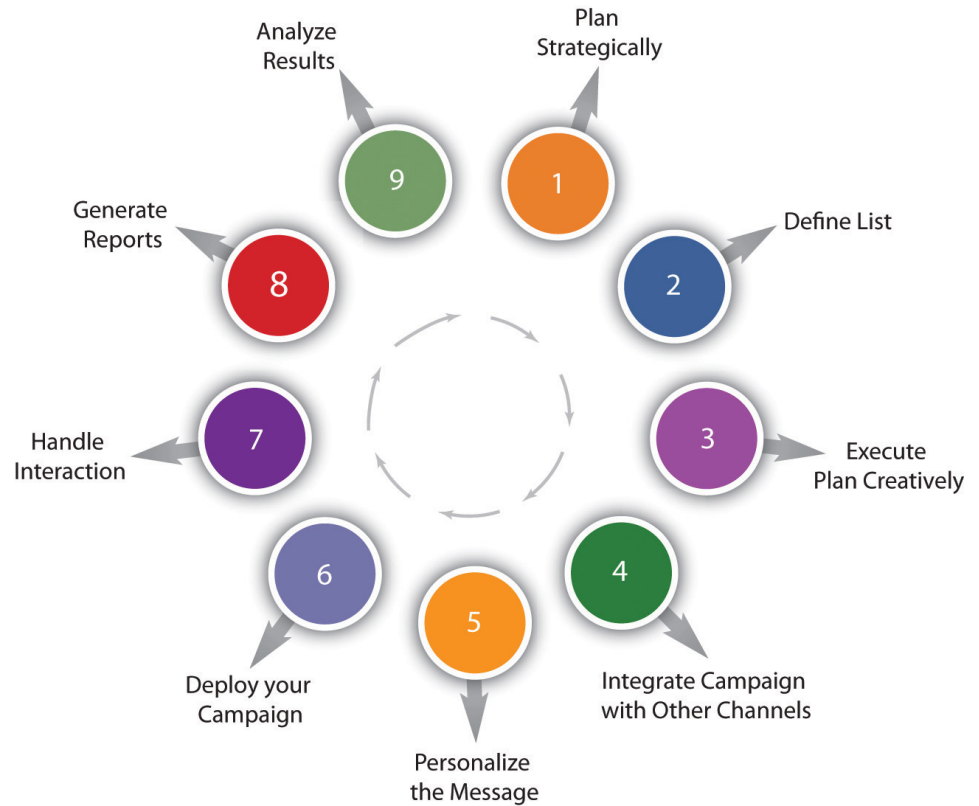 1
Plan
Strategically
2
Define List
3
Execute
Plan Creatively
4
Integrate Campaign
with Other Channels
5
Personalize
the Message
6
Deploy your
Campaign
7
Handle
Interaction
8
Generate
Reports
9
Analyze
Results